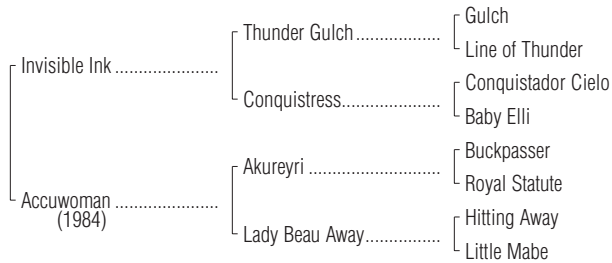 Gulch
Thunder Gulch....................
Line of Thunder
Invisible Ink ......................
Conquistador Cielo
Conquistress.....................
Baby Elli
Buckpasser
Akureyri ............................
Royal Statute
Accuwoman ......................
(1984)
Hitting Away
Lady Beau Away................
Little Mabe